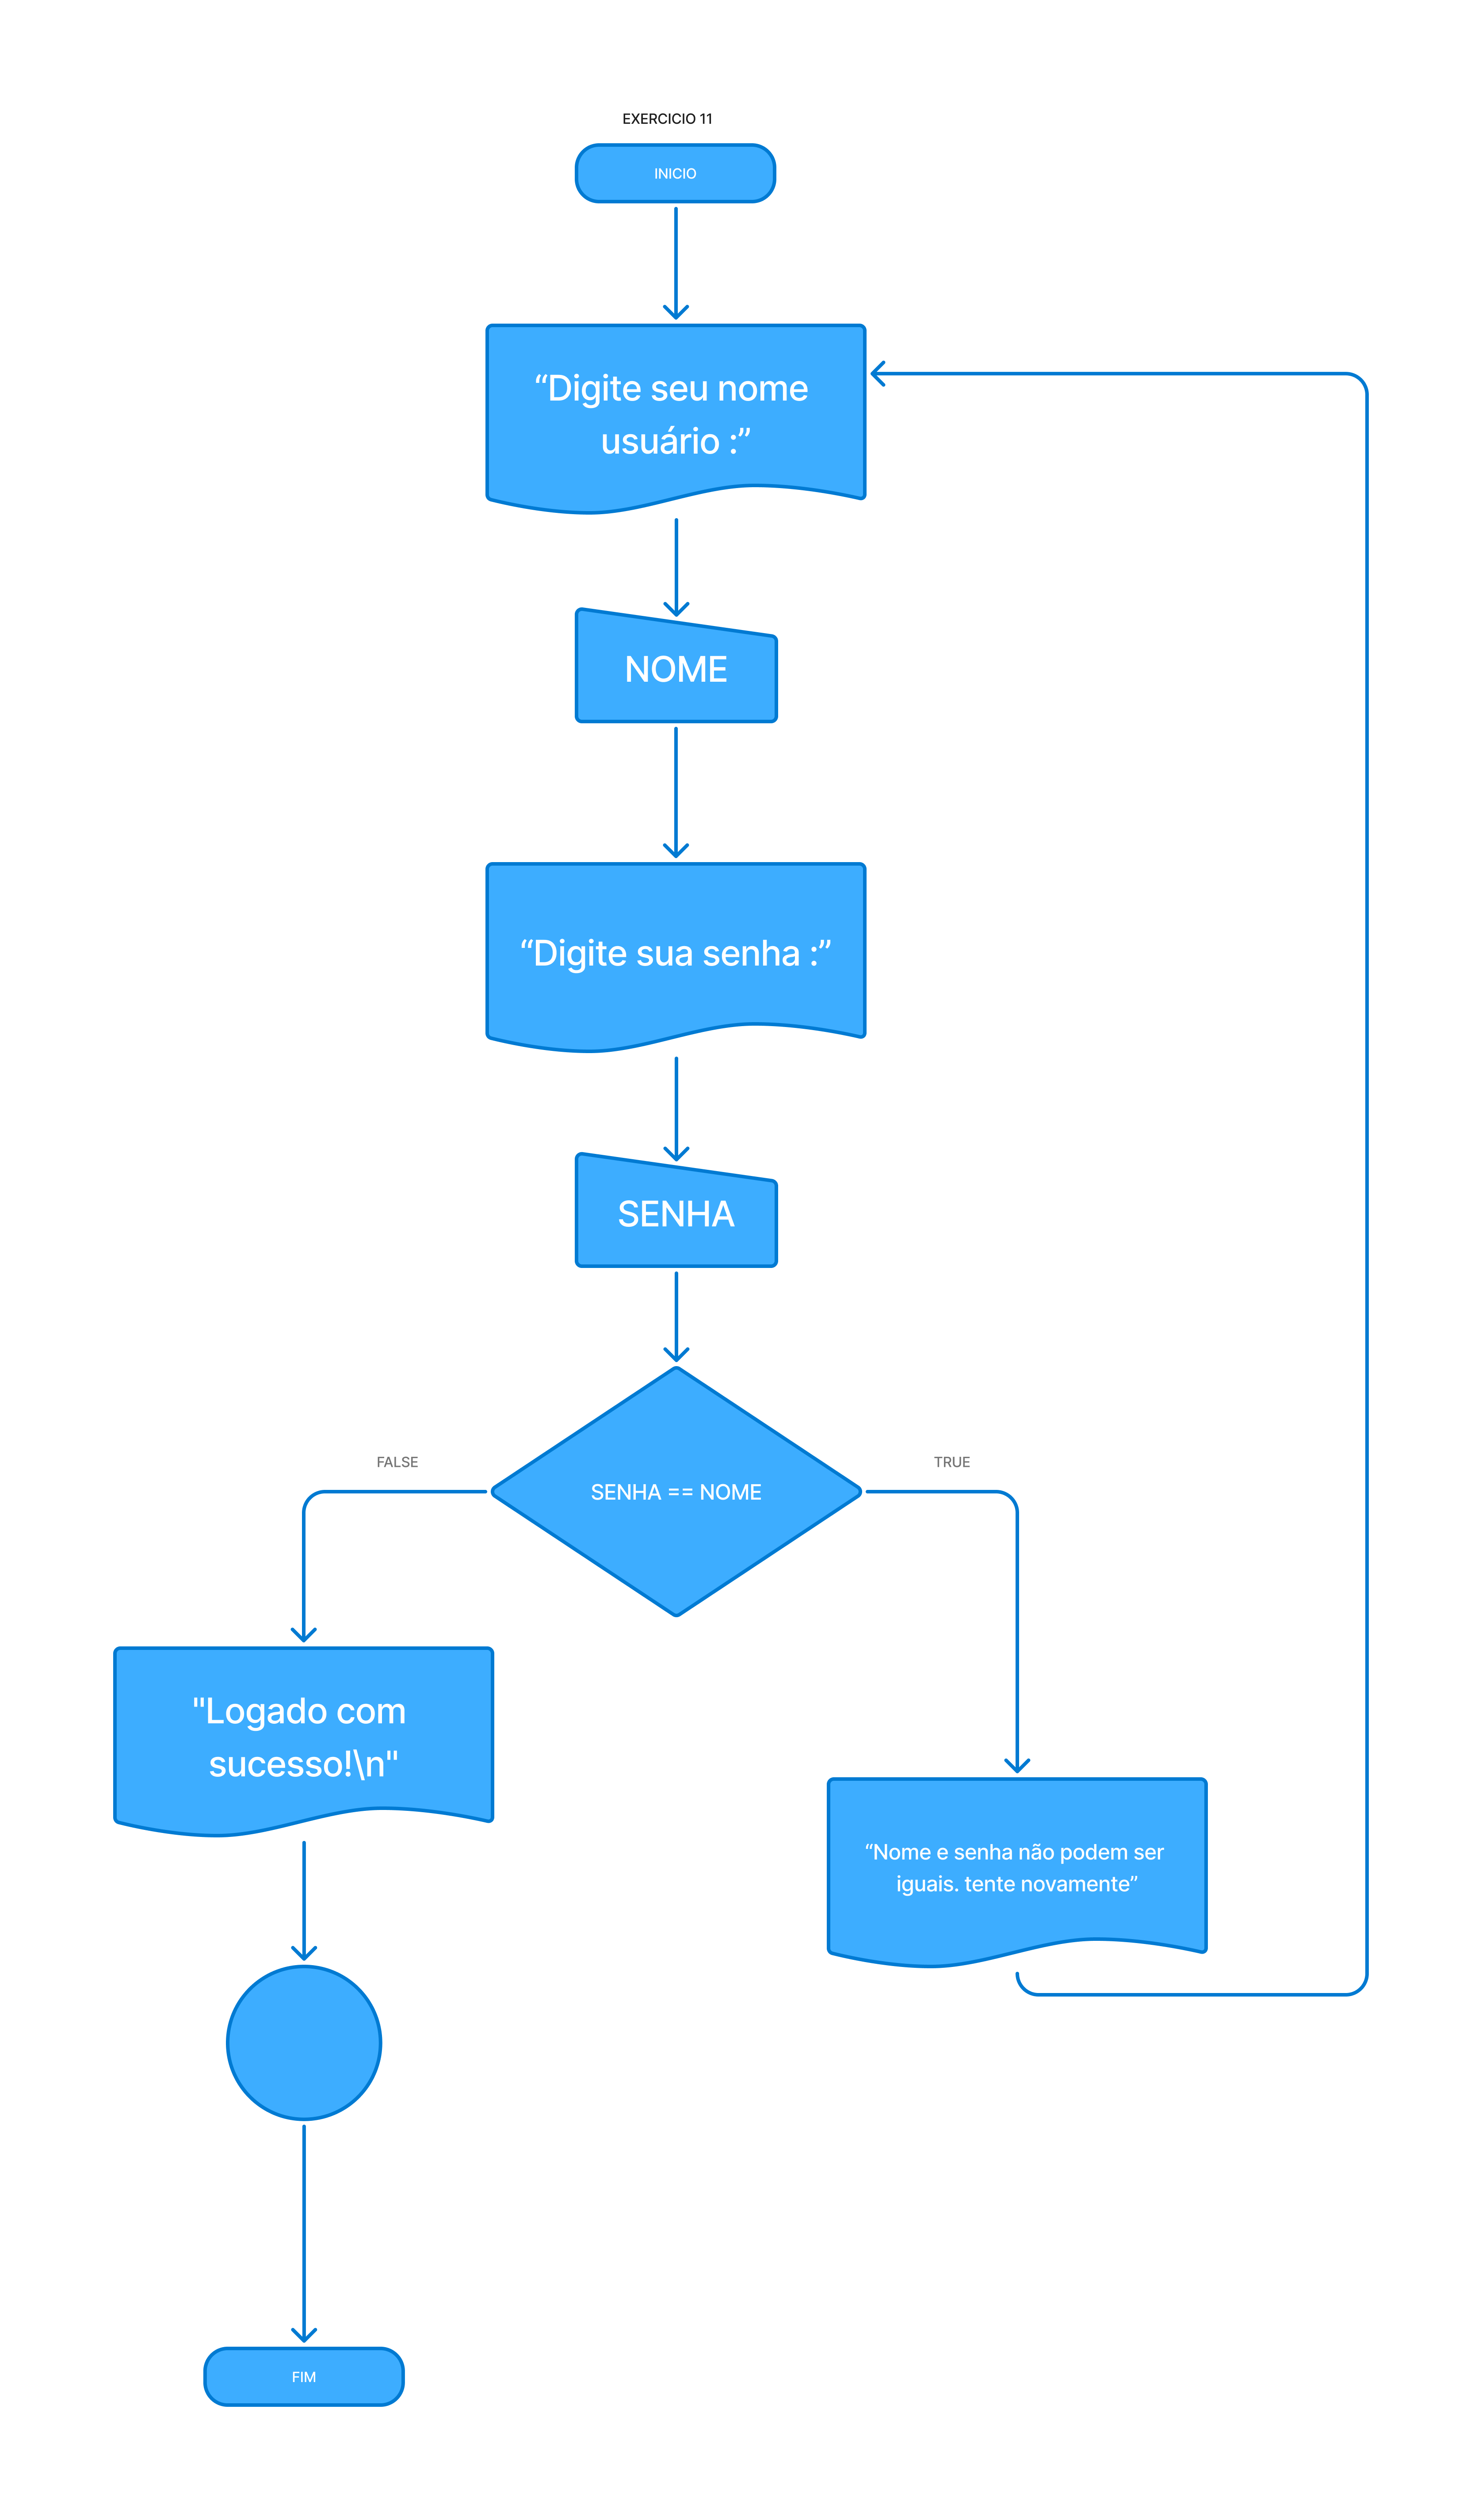 EXERCICIO 11
INICIO
“Digite seu nome
usuário :”
NOME
“Digite sua senha :”
SENHA
FALSE
TRUE
SENHA == NOME
"Logado com
sucesso!\n"
“Nome e senha não podem ser
iguais. tente novamente”
FIM